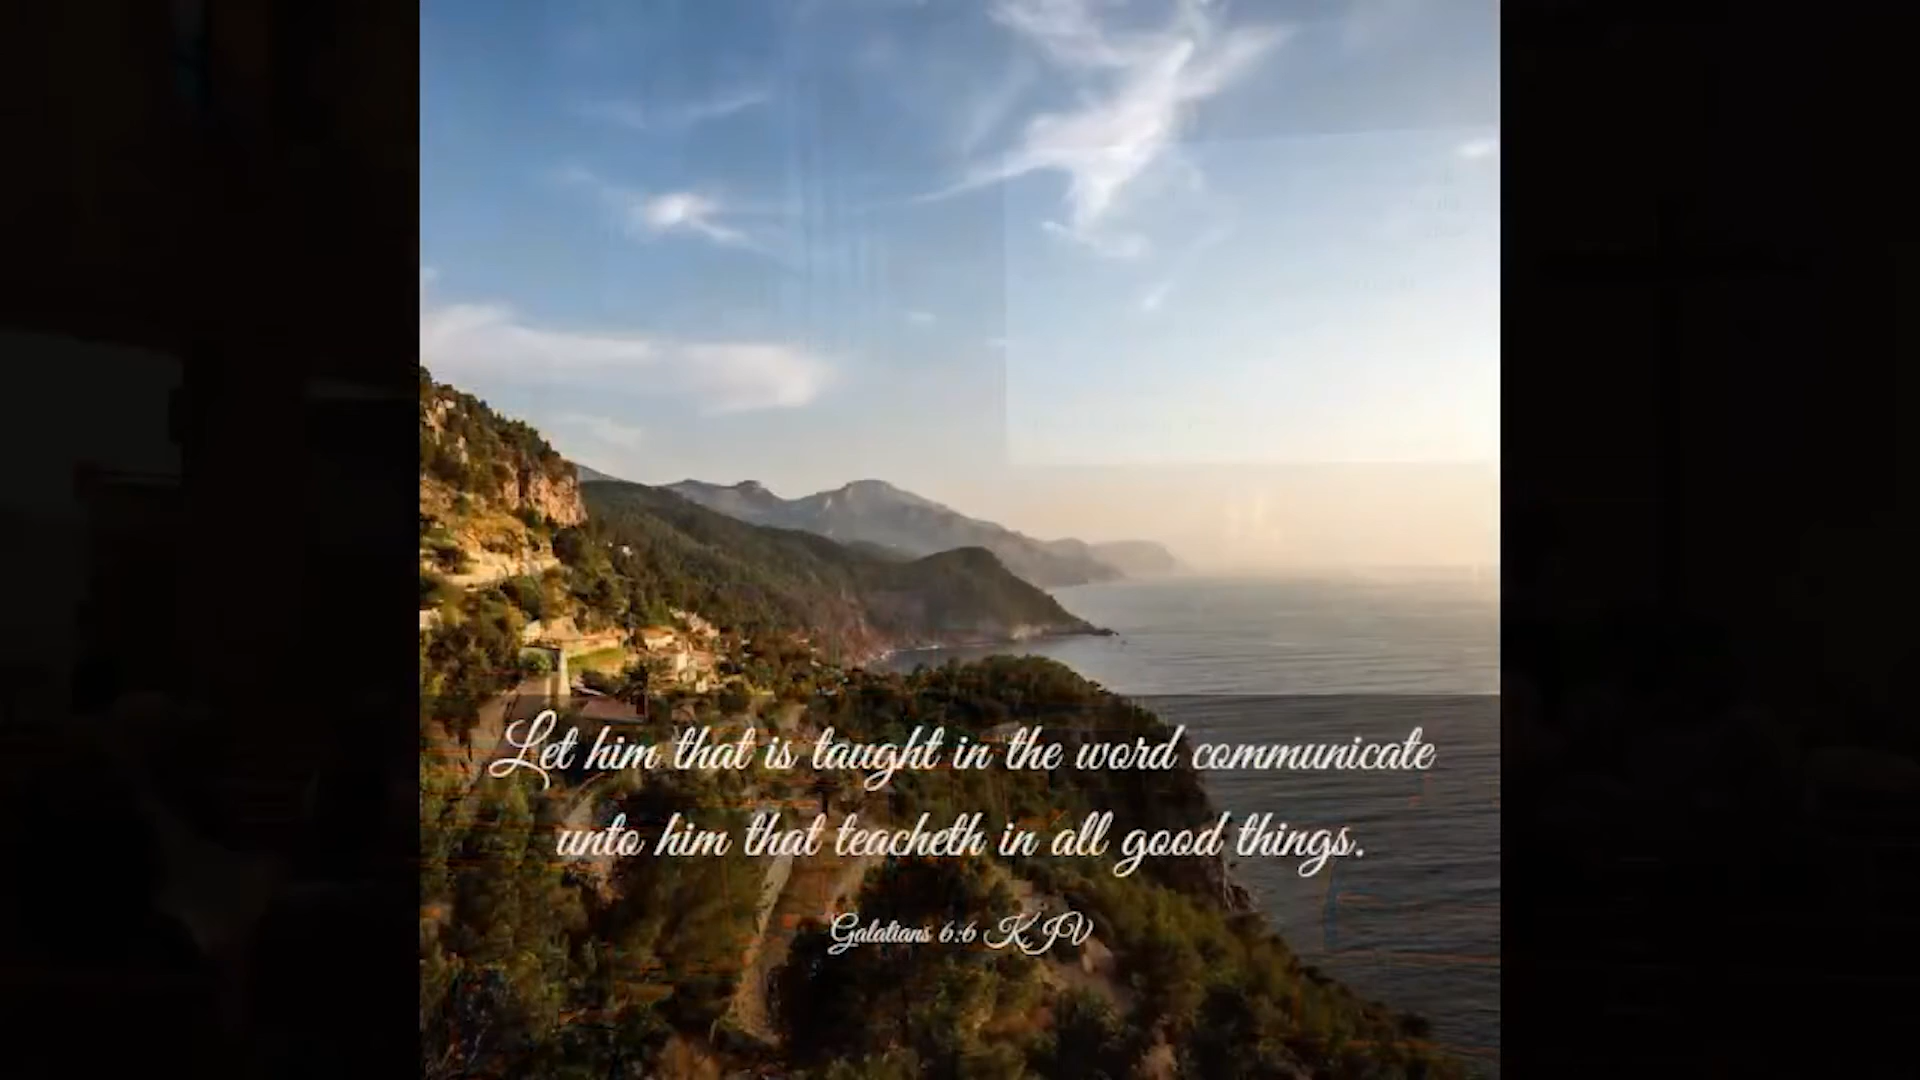 Let him that is taught in the word communicate
unto him that teacheth in all good things.
Galatians 6:6 KJV